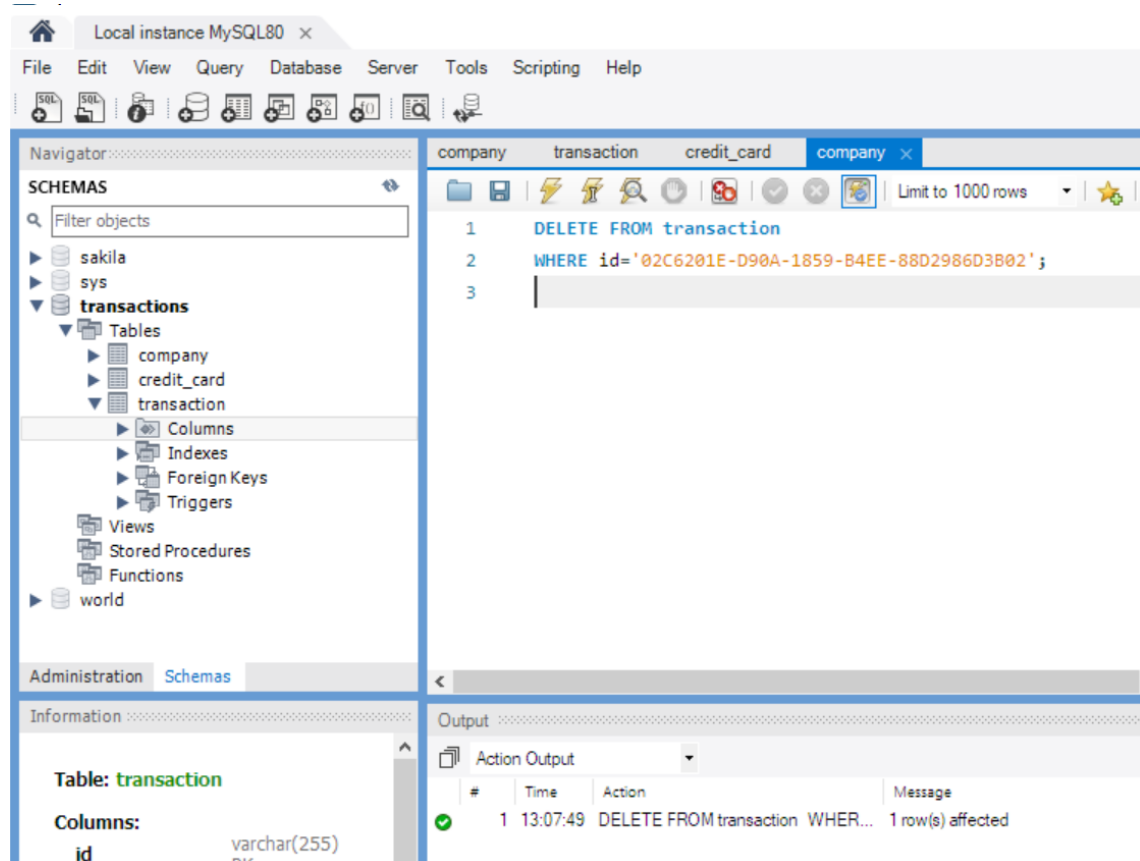 Local instance MySQL80
File Edit View Query Database Server Tools Scripting Help
Navigator
SCHEMAS
Filter objects
sakila
sys
transactions
Tables
company
credit_card
transaction
Columns
Indexes
Foreign Keys
Triggers
Views
Stored Procedures
Functions
world
Administration Schemas
Information
Table: transaction
Columns:
id varchar(255)
company transaction credit_card company
Limit to 1000 rows
1 DELETE FROM transaction
2 WHERE id='02C6201E-D90A-1859-B4EE-88D2986D3B02';
3
Output
Action Output
# Time Action Message
1 13:07:49 DELETE FROM transaction WHER... 1 row(s) affected